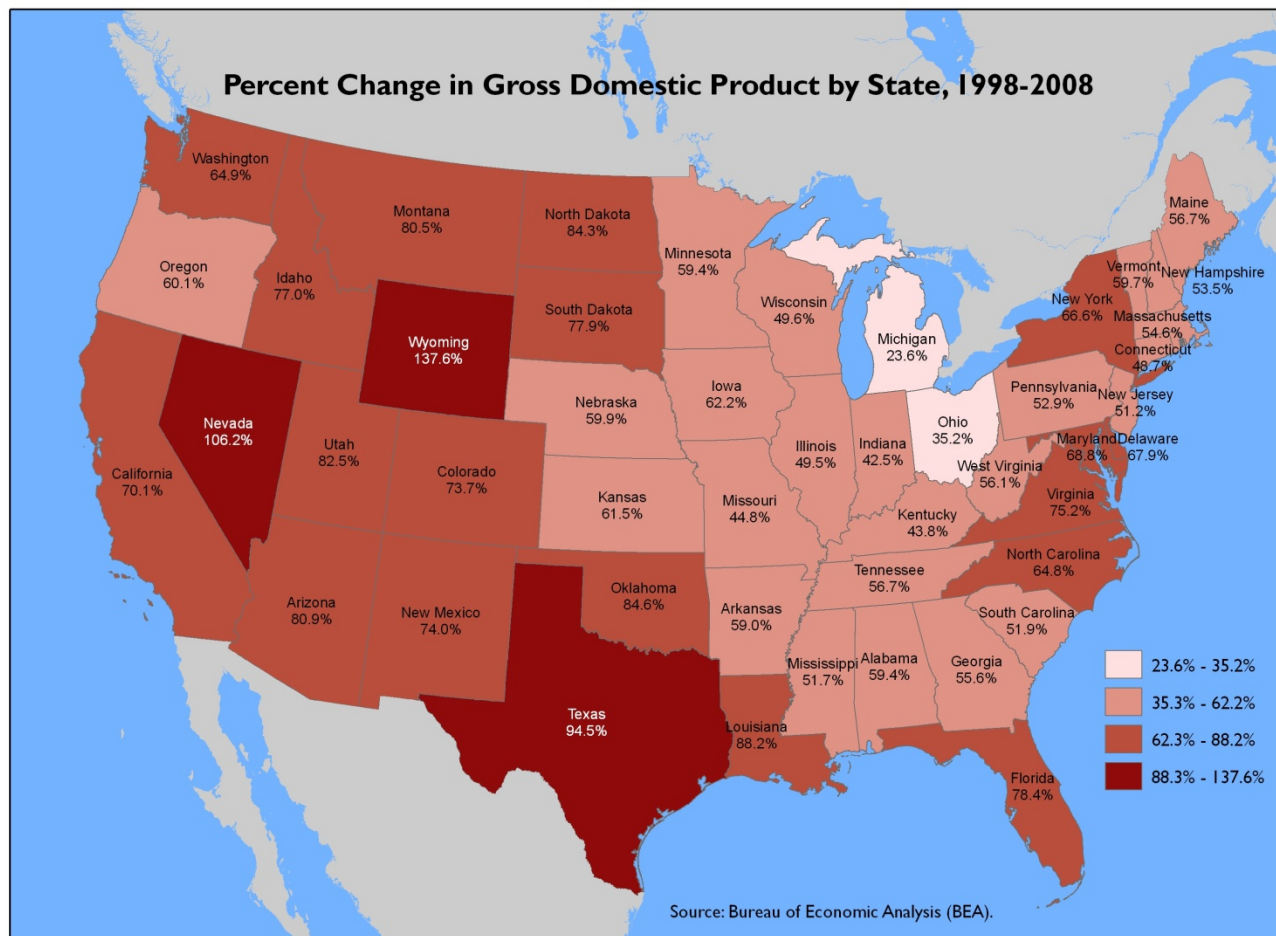 Percent Change in Gross Domestic Product by State, 1998-2008
Washington
64.9%
Montana
80.5%
North Dakota
84.3%
Minnesota
59.4%
Maine
56.7%
Oregon
60.1%
Idaho
77.0%
South Dakota
77.9%
Wisconsin
49.6%
Vermont
59.7%
New Hampshire
53.5%
New York
66.6%
Massachusetts
54.6%
Connecticut
48.7%
Wyoming
137.6%
Michigan
23.6%
Nevada
106.2%
Nebraska
59.9%
Iowa
62.2%
Pennsylvania
52.9%
New Jersey
51.2%
Ohio
35.2%
Illinois
49.5%
Indiana
42.5%
Maryland
68.8%
Delaware
67.9%
California
70.1%
Utah
82.5%
Colorado
73.7%
Kansas
61.5%
Missouri
44.8%
West Virginia
56.1%
Virginia
75.2%
Kentucky
43.8%
North Carolina
64.8%
Tennessee
56.7%
Arizona
80.9%
New Mexico
74.0%
Oklahoma
84.6%
Arkansas
59.0%
South Carolina
51.9%
Mississippi
51.7%
Alabama
59.4%
Georgia
55.6%
Texas
94.5%
Louisiana
88.2%
Florida
78.4%
23.6% - 35.2%
35.3% - 62.2%
62.3% - 88.2%
88.3% - 137.6%
Source: Bureau of Economic Analysis (BEA).